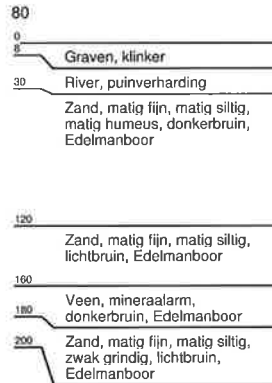 80
0
8
Graven, klinker
30
River, puinverharding
Zand, matig fijn, matig siltig,
matig humeus, donkerbruin,
Edelmanboor
120
Zand, matig fijn, matig siltig,
lichtbruin, Edelmanboor
160
Veen, mineraalarm,
180
donkerbruin, Edelmanboor
200
Zand, matig fijn, matig siltig,
zwak grindig, lichtbruin,
Edelmanboor